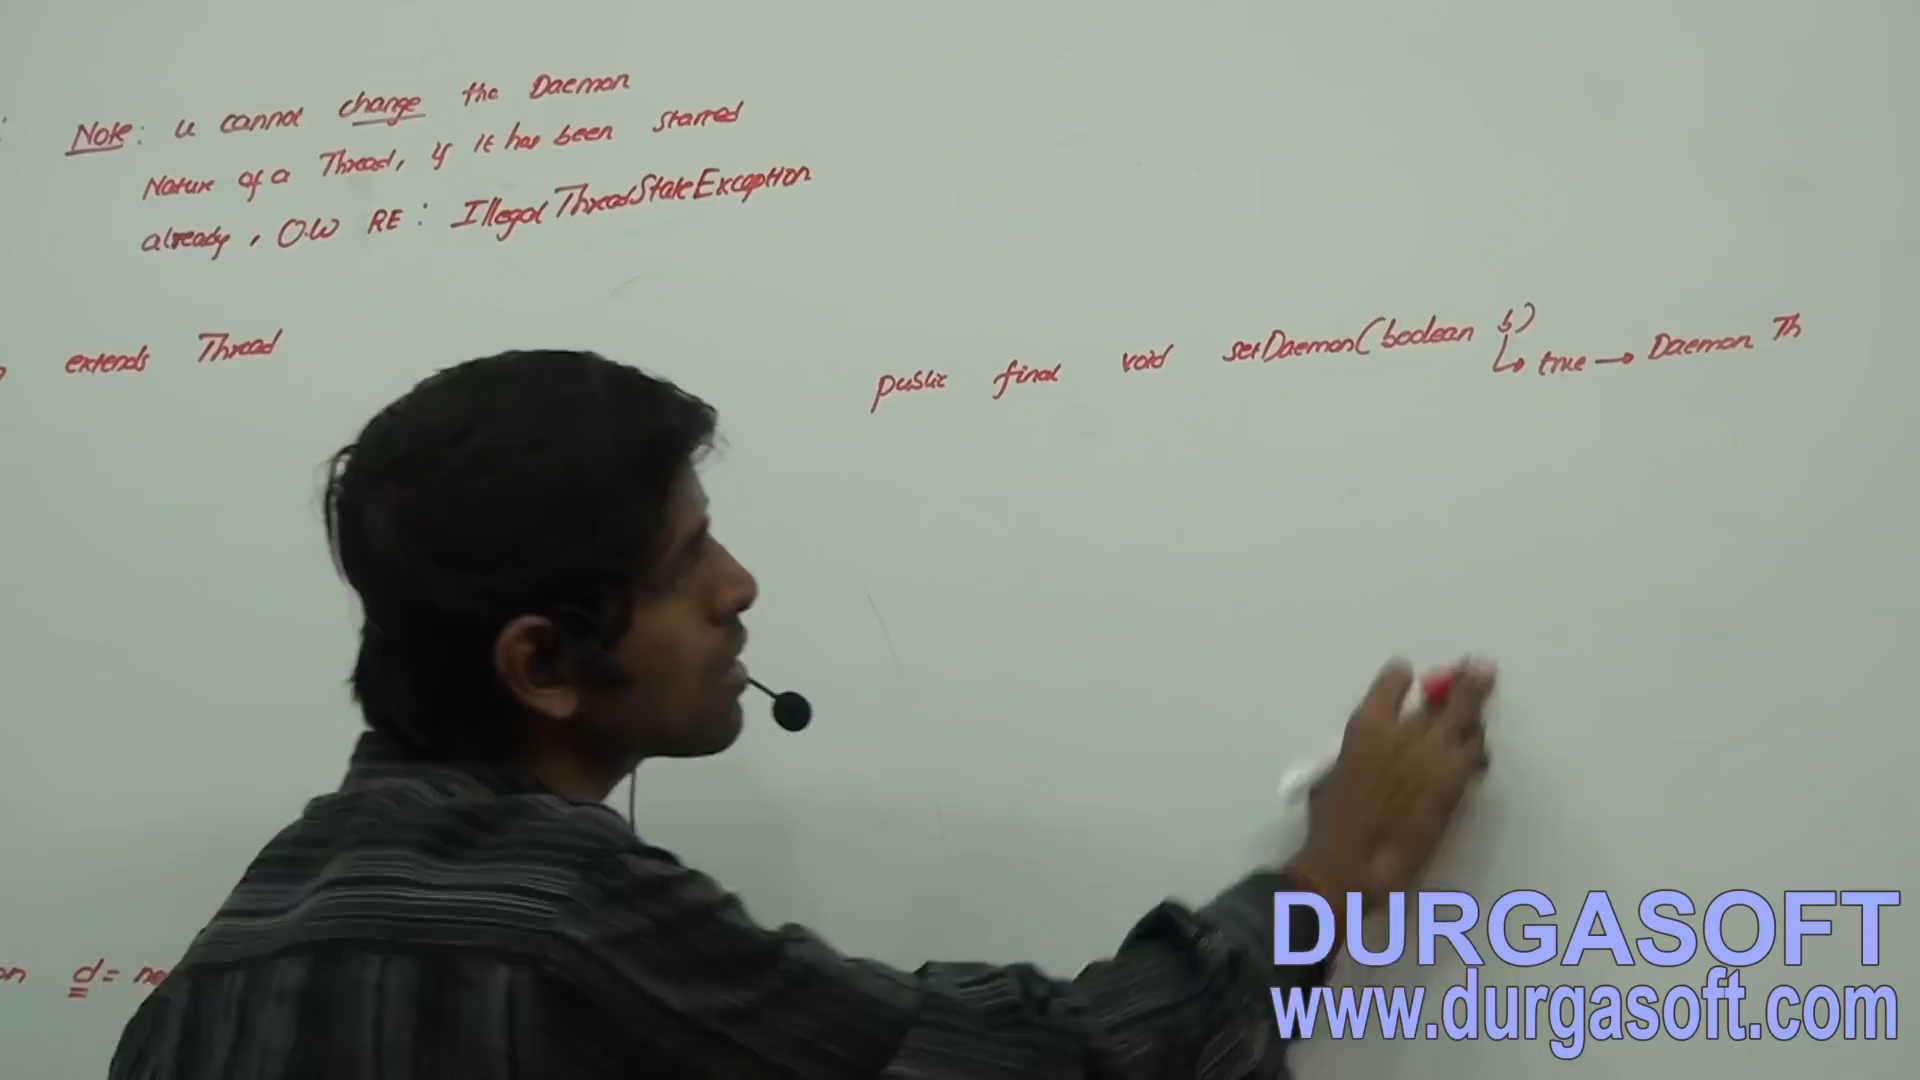 Note: u cannot change the Daemon
Nature of a Thread, if it has been started
already, O.W RE: IllegalThreadStateException
extends Thread
public final void setDaemon(boolean b)
↳ true → Daemon Th
d = ne
DURGASOFT
www.durgasoft.com